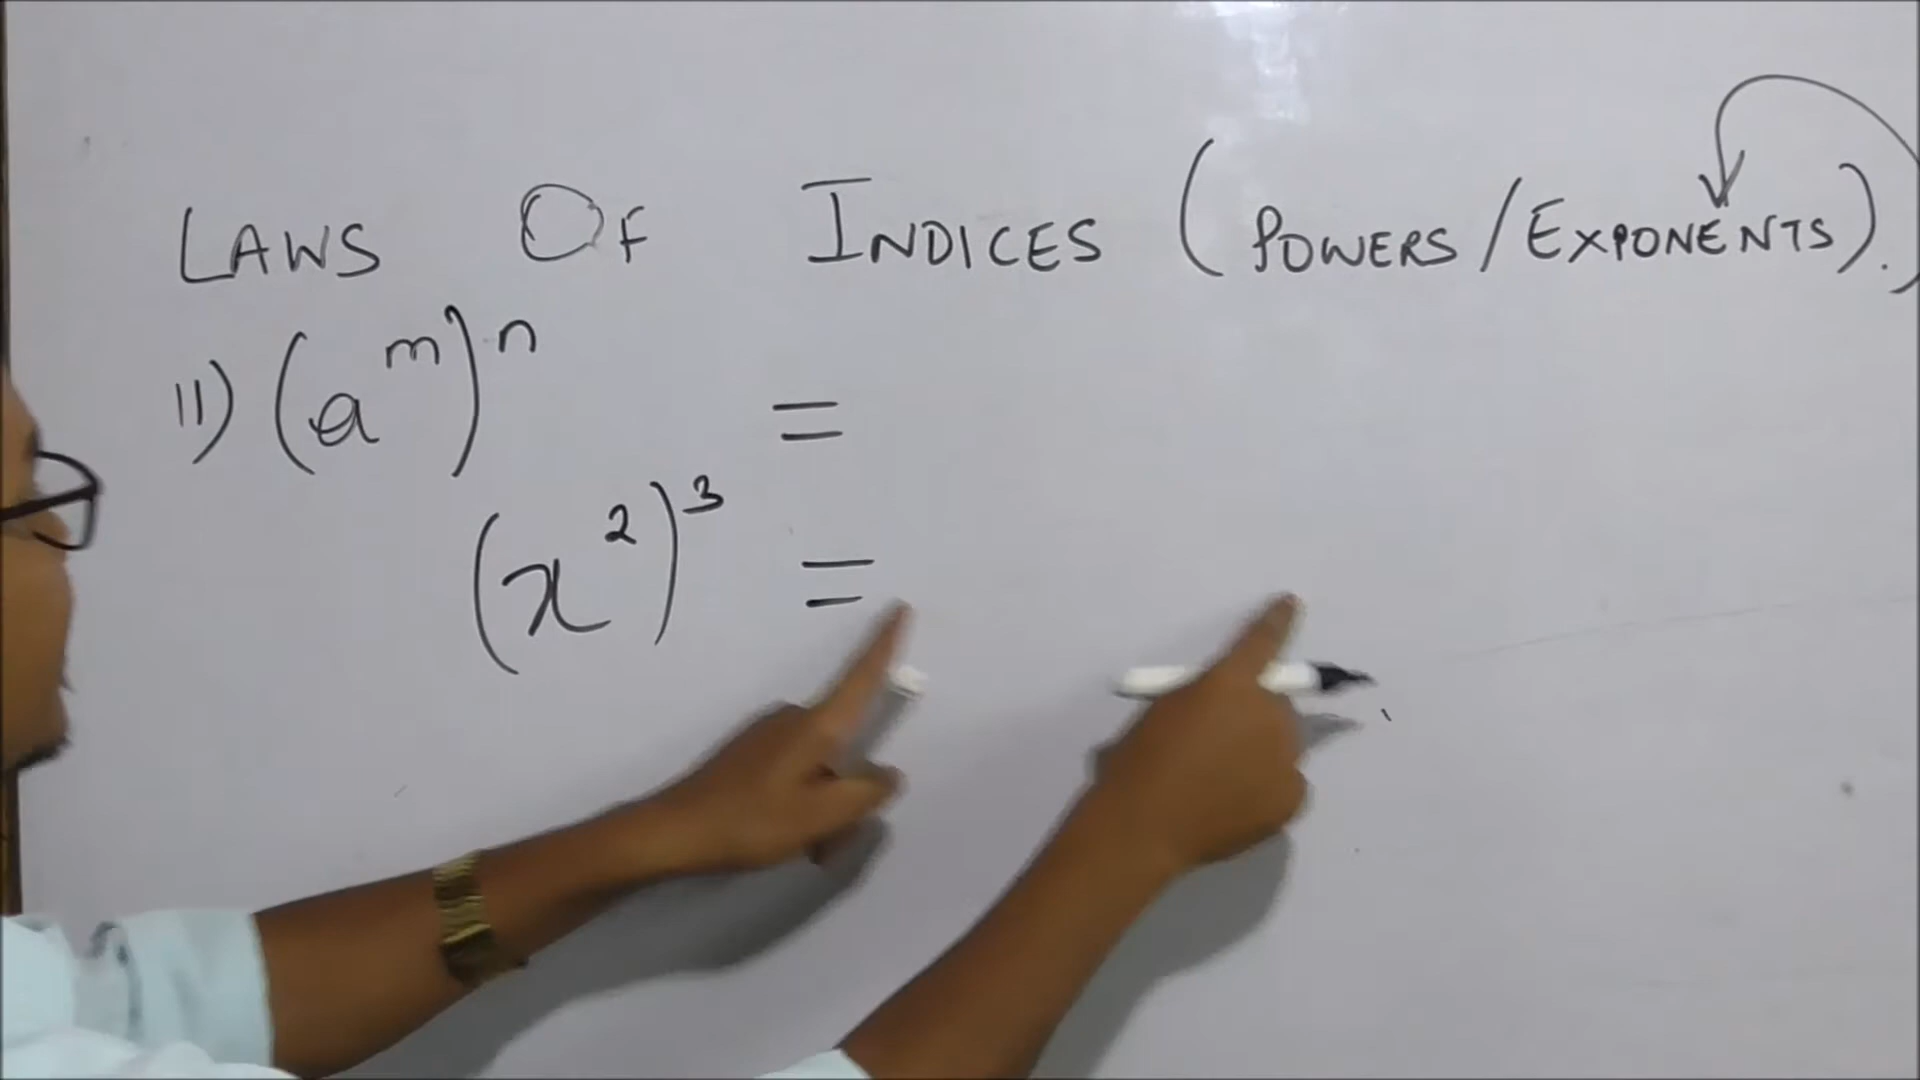 LAWS OF INDICES (POWERS/EXPONENTS).
11) (a^m)^n =
(x^2)^3 =